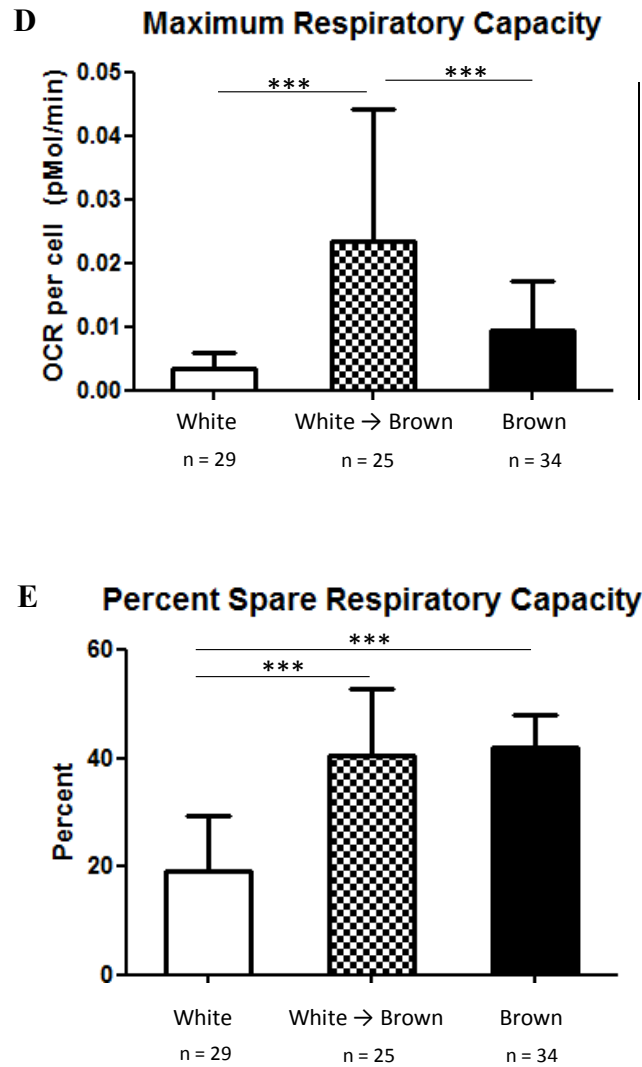 D Maximum Respiratory Capacity
OCR per cell (pMol/min)
0.05
0.04
0.03
0.02
0.01
0.00
*** ***
White White → Brown Brown
n = 29 n = 25 n = 34
E Percent Spare Respiratory Capacity
Percent
60
40
20
0
***
***
White White → Brown Brown
n = 29 n = 25 n = 34